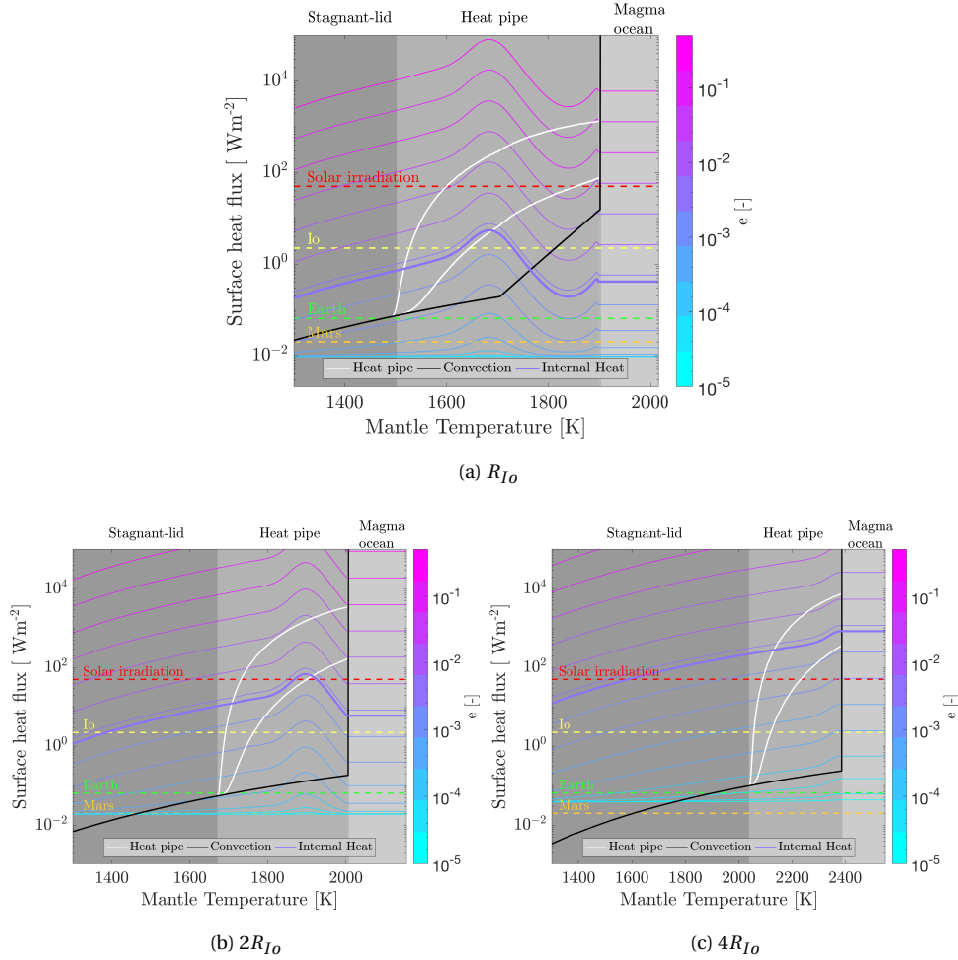 Stagnant-lid Heat pipe Magma ocean
10^4
10^2
10^0
10^-2
Surface heat flux [ Wm^-2]
Solar irradiation
Io
Earth
Mars
Heat pipe Convection Internal Heat
1400 1600 1800 2000
Mantle Temperature [K]
10^-1
10^-2
10^-3
10^-4
10^-5
e [-]
(a) R_Io
Stagnant-lid Heat pipe Magma ocean
10^4
10^2
10^0
10^-2
Surface heat flux [ Wm^-2]
Solar irradiation
Io
Earth
Mars
Heat pipe Convection Internal Heat
1400 1600 1800 2000
Mantle Temperature [K]
10^-1
10^-2
10^-3
10^-4
10^-5
e [-]
(b) 2R_Io
Stagnant-lid Heat pipe Magma ocean
10^4
10^2
10^0
10^-2
Surface heat flux [ Wm^-2]
Solar irradiation
Io
Earth
Mars
Heat pipe Convection Internal Heat
1400 1600 1800 2000 2200 2400
Mantle Temperature [K]
10^-1
10^-2
10^-3
10^-4
10^-5
e [-]
(c) 4R_Io